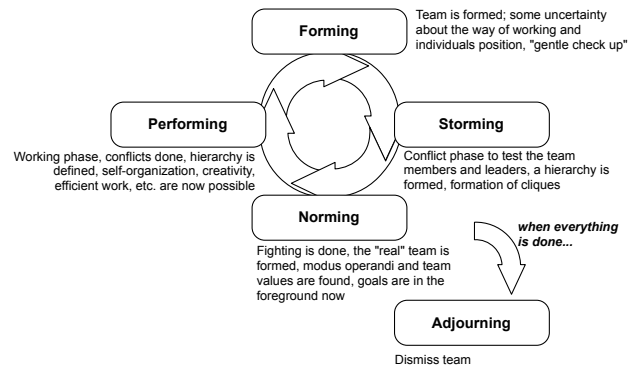 Forming
Team is formed; some uncertainty
about the way of working and
individuals position, "gentle check up"
Performing
Working phase, conflicts done, hierarchy is
defined, self-organization, creativity,
efficient work, etc. are now possible
Storming
Conflict phase to test the team
members and leaders, a hierarchy is
formed, formation of cliques
Norming
Fighting is done, the "real" team is
formed, modus operandi and team
values are found, goals are in the
foreground now
when everything
is done...
Adjourning
Dismiss team